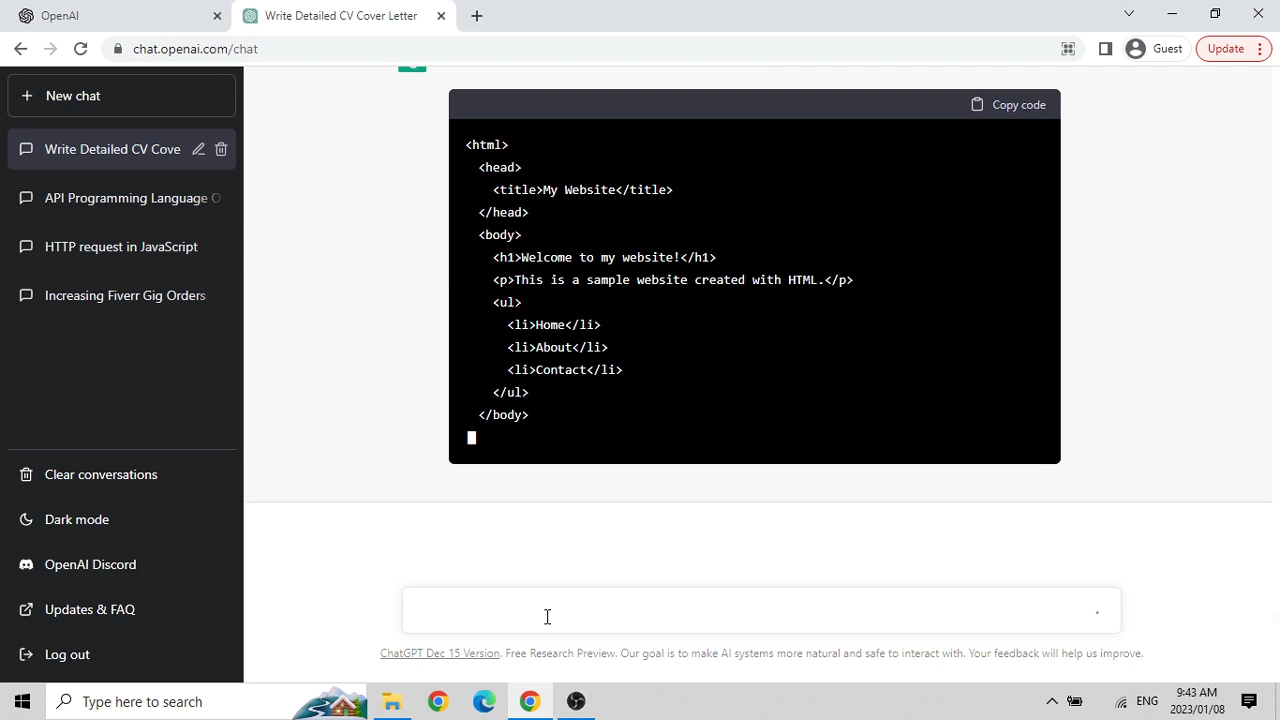 OpenAI
Write Detailed CV Cover Letter
chat.openai.com/chat
Guest
Update
New chat
Write Detailed CV Cove
API Programming Language O
HTTP request in JavaScript
Increasing Fiverr Gig Orders
Clear conversations
Dark mode
OpenAI Discord
Updates & FAQ
Log out
Copy code
<html>
<head>
<title>My Website</title>
</head>
<body>
<h1>Welcome to my website!</h1>
<p>This is a sample website created with HTML.</p>
<ul>
<li>Home</li>
<li>About</li>
<li>Contact</li>
</ul>
</body>
ChatGPT Dec 15 Version. Free Research Preview. Our goal is to make AI systems more natural and safe to interact with. Your feedback will help us improve.
Type here to search
ENG
9:43 AM
2023/01/08